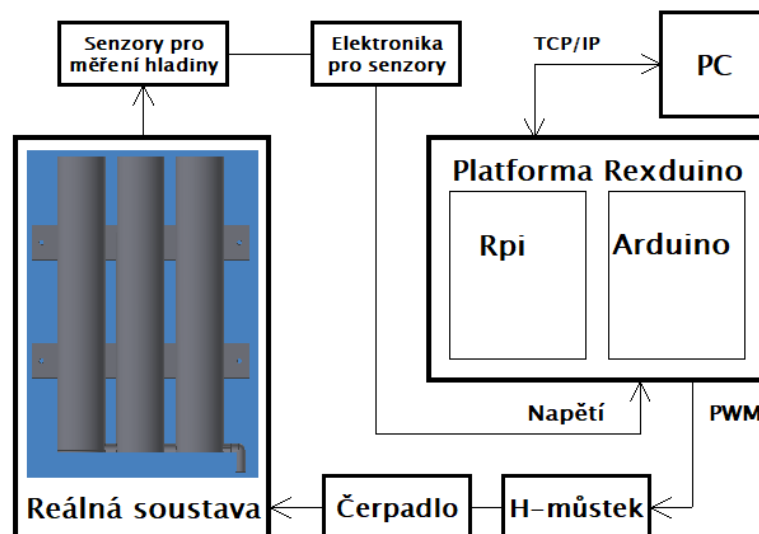 Senzory pro
měření hladiny
Elektronika
pro senzory
TCP/IP
PC
Platforma Rexduino
Rpi
Arduino
Napětí
PWM
Reálná soustava
Čerpadlo
H-můstek